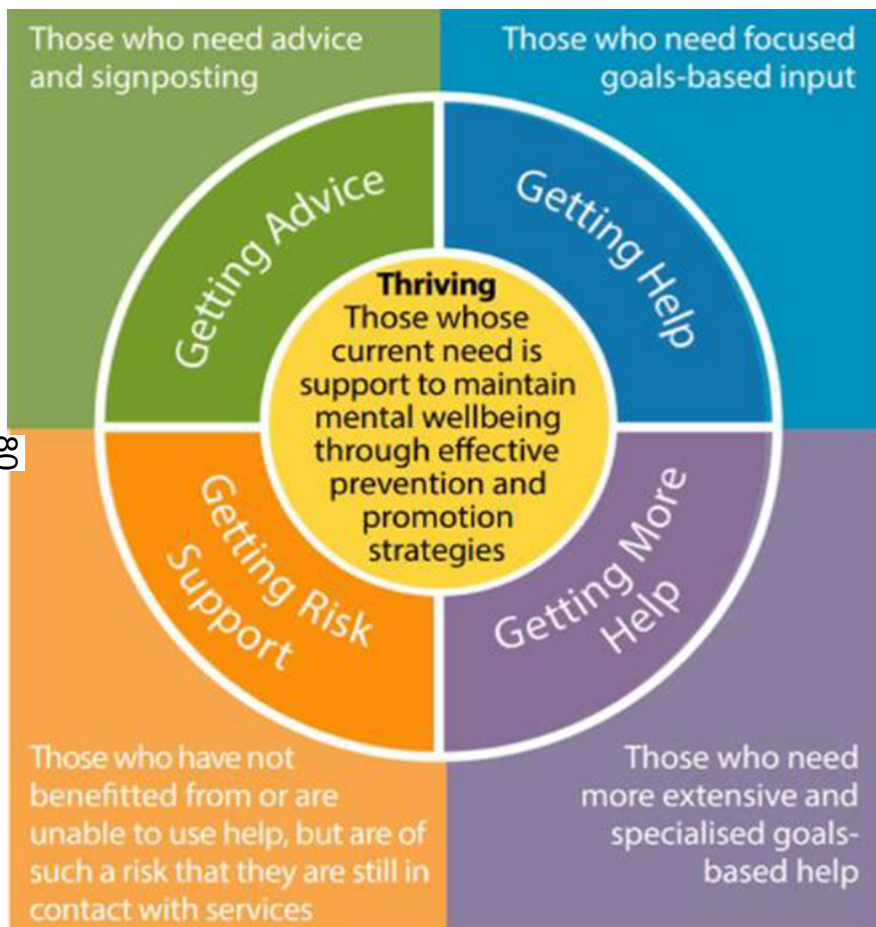 Those who need advice
and signposting
Those who need focused
goals-based input
Getting Advice
Getting Help
Thriving
Those whose
current need is
support to maintain
mental wellbeing
through effective
prevention and
promotion
strategies
80
Getting Risk
Support
Getting More
Help
Those who have not
benefitted from or are
unable to use help, but are of
such a risk that they are still in
contact with services
Those who need
more extensive and
specialised goals-
based help